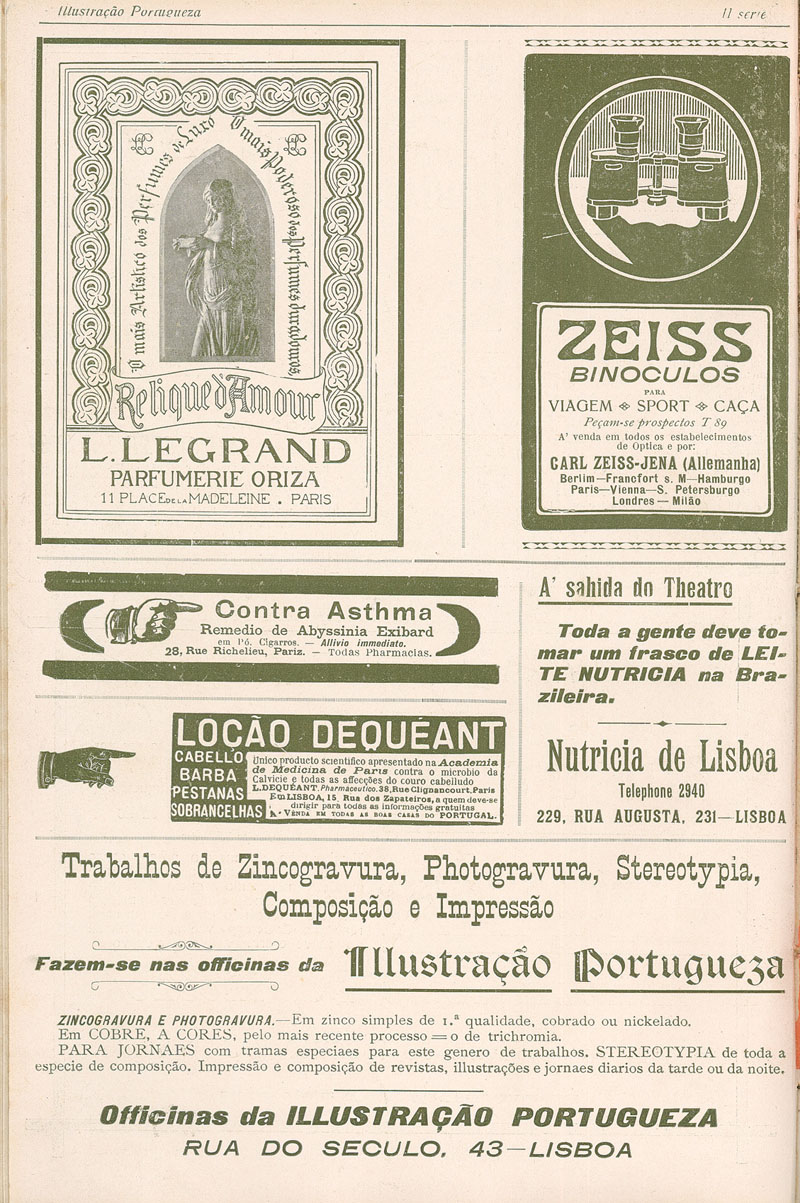 Illustração Portugueza
II serie
O mais Artistico dos Perfumes de Luxo
O mais Poderoso dos Perfumes duradouros
Relique d'Amour
L. LEGRAND
PARFUMERIE ORIZA
11 PLACE DE LA MADELEINE . PARIS
ZEISS
BINOCULOS
PARA
VIAGEM SPORT CAÇA
Peçam-se prospectos T 89
A' venda em todos os estabelecimentos
de Optica e por:
CARL ZEISS-JENA (Allemanha)
Berlim—Francfort s. M—Hamburgo
Paris—Vienna—S. Petersburgo
Londres — Milão
Contra Asthma
Remedio de Abyssinia Exibard
em Pó. Cigarros. — Allivio immediato.
28, Rue Richelieu, Pariz. — Todas Pharmacias.
LOÇÃO DEQUÉANT
CABELLO
BARBA
PESTANAS
SOBRANCELHAS
Unico producto scientifico apresentado na Academia
de Medicina de Paris contra o microbio da
Calvicie e todas as affecções do couro cabelludo
L. DEQUÉANT, Pharmaceutico. 38, Rue Clignancourt, Paris
Em LISBOA, 15, Rua dos Zapateiros, a quem deve-se
dirigir para todas as informações gratuitas
A' VENDA EM TODAS AS BOAS CASAS DO PORTUGAL.
A' sahida do Theatro
Toda a gente deve to-
mar um frasco de LEI-
TE NUTRICIA na Bra-
zileira.
Nutricia de Lisboa
Telephone 2940
229, RUA AUGUSTA, 231—LISBOA
Trabalhos de Zincogravura, Photogravura, Stereotypia,
Composição e Impressão
Fazem-se nas officinas da Illustração Portugueza
ZINCOGRAVURA E PHOTOGRAVURA.—Em zinco simples de 1.ª qualidade, cobrado ou nickelado.
Em COBRE, A CORES, pelo mais recente processo=o de trichromia.
PARA JORNAES com tramas especiaes para este genero de trabalhos. STEREOTYPIA de toda a
especie de composição. Impressão e composição de revistas, illustrações e jornaes diarios da tarde ou da noite.
Officinas da ILLUSTRAÇÃO PORTUGUEZA
RUA DO SECULO, 43—LISBOA